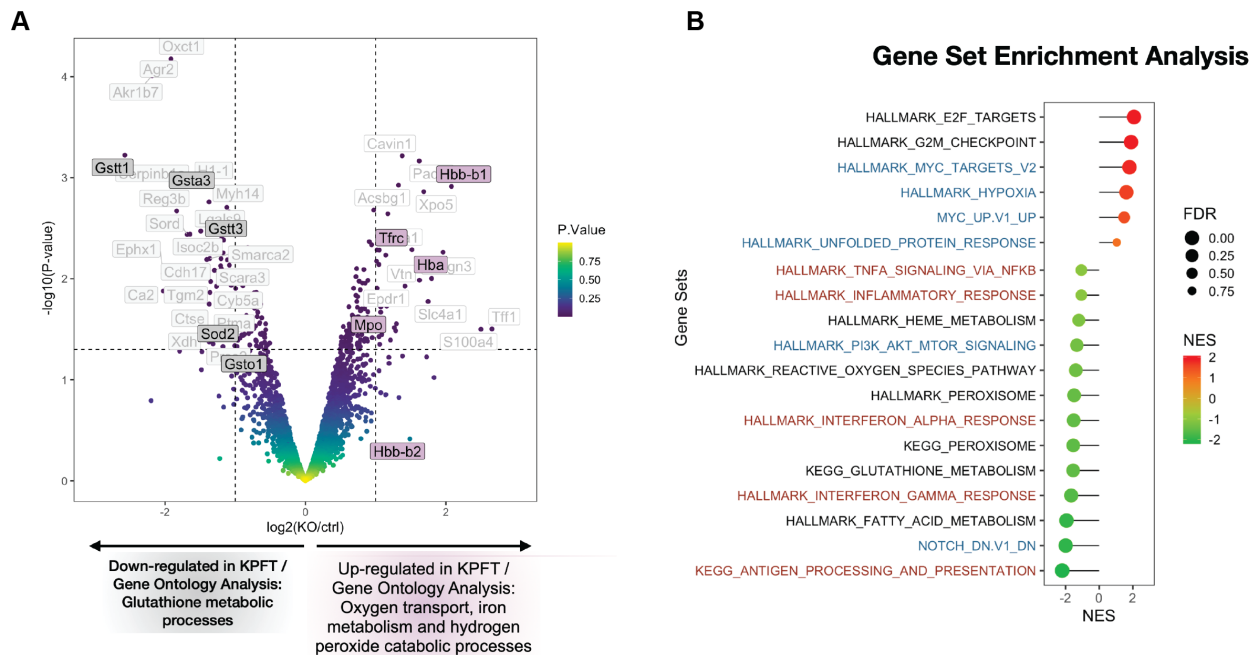 A
B
Gene Set Enrichment Analysis
Oxct1
Agr2
Akr1b7
Cavin1
Gstt1
H1-1
Gsta3
Hbb-b1
Myh14
Reg3b
Acsbg1
Xpo5
Lgals9
Sord
Gstt3
Tfrc
Isoc2b
Ephx1
Smarca2
Hba
Cdh17
Scara3
Vtn
Ca2
Tgm2
Cyb5a
Epdr1
Slc4a1
Tff1
Ctse
Ptma
Mpo
Sod2
Xdh
S100a4
Gsto1
Hbb-b2
-log10(P-value)
4
3
2
1
0
-2
0
2
log2(KO/ctrl)
P.Value
0.75
0.50
0.25
Down-regulated in KPFT /
Gene Ontology Analysis:
Glutathione metabolic
processes
Up-regulated in KPFT /
Gene Ontology Analysis:
Oxygen transport, iron
metabolism and hydrogen
peroxide catabolic processes
Gene Sets
HALLMARK_E2F_TARGETS
HALLMARK_G2M_CHECKPOINT
HALLMARK_MYC_TARGETS_V2
HALLMARK_HYPOXIA
MYC_UP.V1_UP
HALLMARK_UNFOLDED_PROTEIN_RESPONSE
HALLMARK_TNFA_SIGNALING_VIA_NFKB
HALLMARK_INFLAMMATORY_RESPONSE
HALLMARK_HEME_METABOLISM
HALLMARK_PI3K_AKT_MTOR_SIGNALING
HALLMARK_REACTIVE_OXYGEN_SPECIES_PATHWAY
HALLMARK_PEROXISOME
HALLMARK_INTERFERON_ALPHA_RESPONSE
KEGG_PEROXISOME
KEGG_GLUTATHIONE_METABOLISM
HALLMARK_INTERFERON_GAMMA_RESPONSE
HALLMARK_FATTY_ACID_METABOLISM
NOTCH_DN.V1_DN
KEGG_ANTIGEN_PROCESSING_AND_PRESENTATION
-2
0
2
NES
FDR
0.00
0.25
0.50
0.75
NES
2
1
0
-1
-2